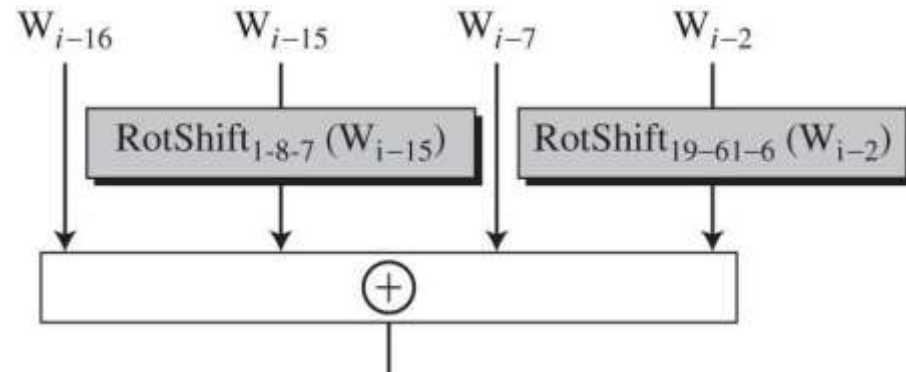 W_{i–16} W_{i–15} W_{i–7} W_{i–2}
RotShift_{1-8-7} (W_{i–15}) RotShift_{19–61–6} (W_{i–2})
+